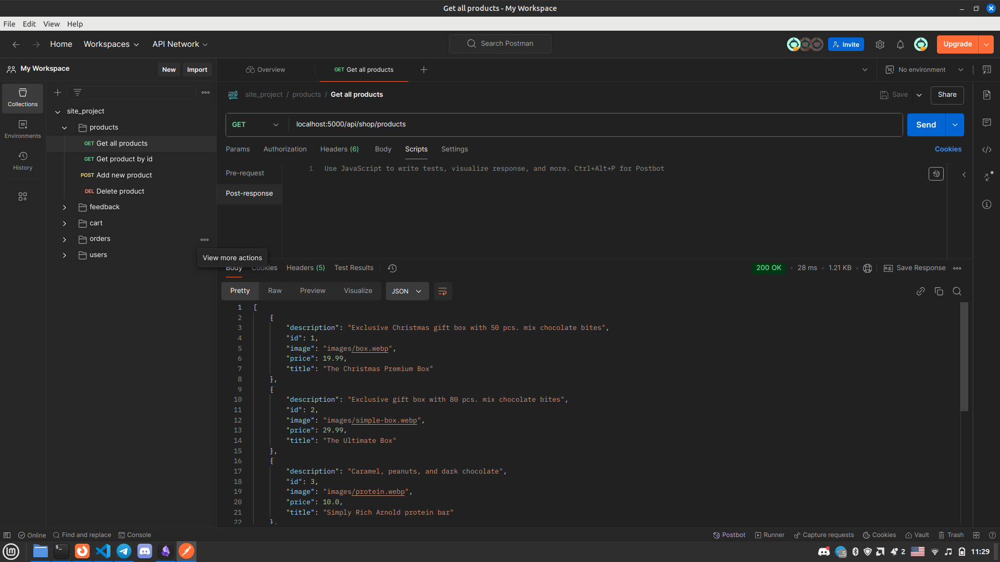 Get all products - My Workspace
File Edit View Help
Home Workspaces API Network
Search Postman
Invite
Upgrade
My Workspace
New Import
Overview
GET Get all products
No environment
Collections
Environments
History
site_project
products
GET Get all products
GET Get product by id
POST Add new product
DEL Delete product
feedback
cart
orders
users
View more actions
HTTP site_project / products / Get all products
Save
Share
GET localhost:5000/api/shop/products
Send
Params Authorization Headers (6) Body Scripts Settings
Cookies
Pre-request
Post-response
1 Use JavaScript to write tests, visualize response, and more. Ctrl+Alt+P for Postbot
Body Cookies Headers (5) Test Results
200 OK • 28 ms • 1.21 KB • e.g. Save Response
Pretty Raw Preview Visualize JSON
1 [
2 {
3 "description": "Exclusive Christmas gift box with 50 pcs. mix chocolate bites",
4 "id": 1,
5 "image": "images/box.webp",
6 "price": 19.99,
7 "title": "The Christmas Premium Box"
8 },
9 {
10 "description": "Exclusive gift box with 80 pcs. mix chocolate bites",
11 "id": 2,
12 "image": "images/simple-box.webp",
13 "price": 29.99,
14 "title": "The Ultimate Box"
15 },
16 {
17 "description": "Caramel, peanuts, and dark chocolate",
18 "id": 3,
19 "image": "images/protein.webp",
20 "price": 10.0,
21 "title": "Simply Rich Arnold protein bar"
22 },
Online Find and replace Console
Postbot Runner Capture requests Cookies Vault Trash
$_
..5
2
11:29